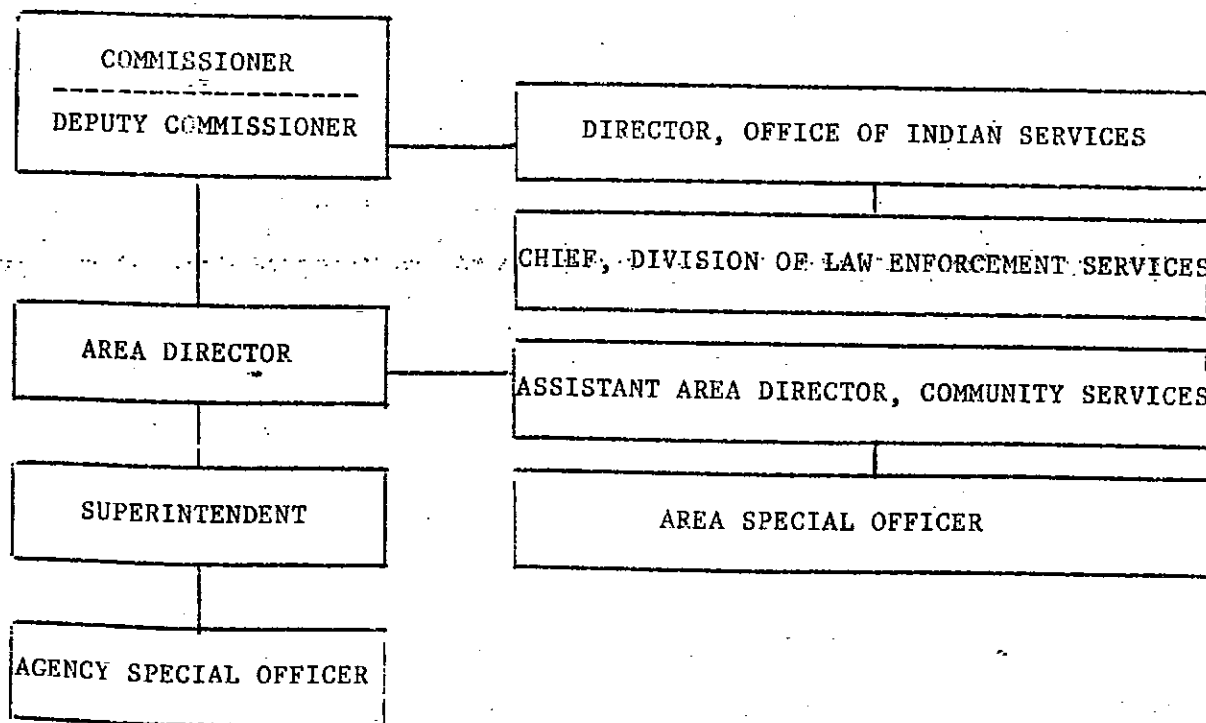 COMMISSIONER
DEPUTY COMMISSIONER
DIRECTOR, OFFICE OF INDIAN SERVICES
CHIEF, DIVISION OF LAW ENFORCEMENT SERVICES
AREA DIRECTOR
ASSISTANT AREA DIRECTOR, COMMUNITY SERVICES
SUPERINTENDENT
AREA SPECIAL OFFICER
AGENCY SPECIAL OFFICER